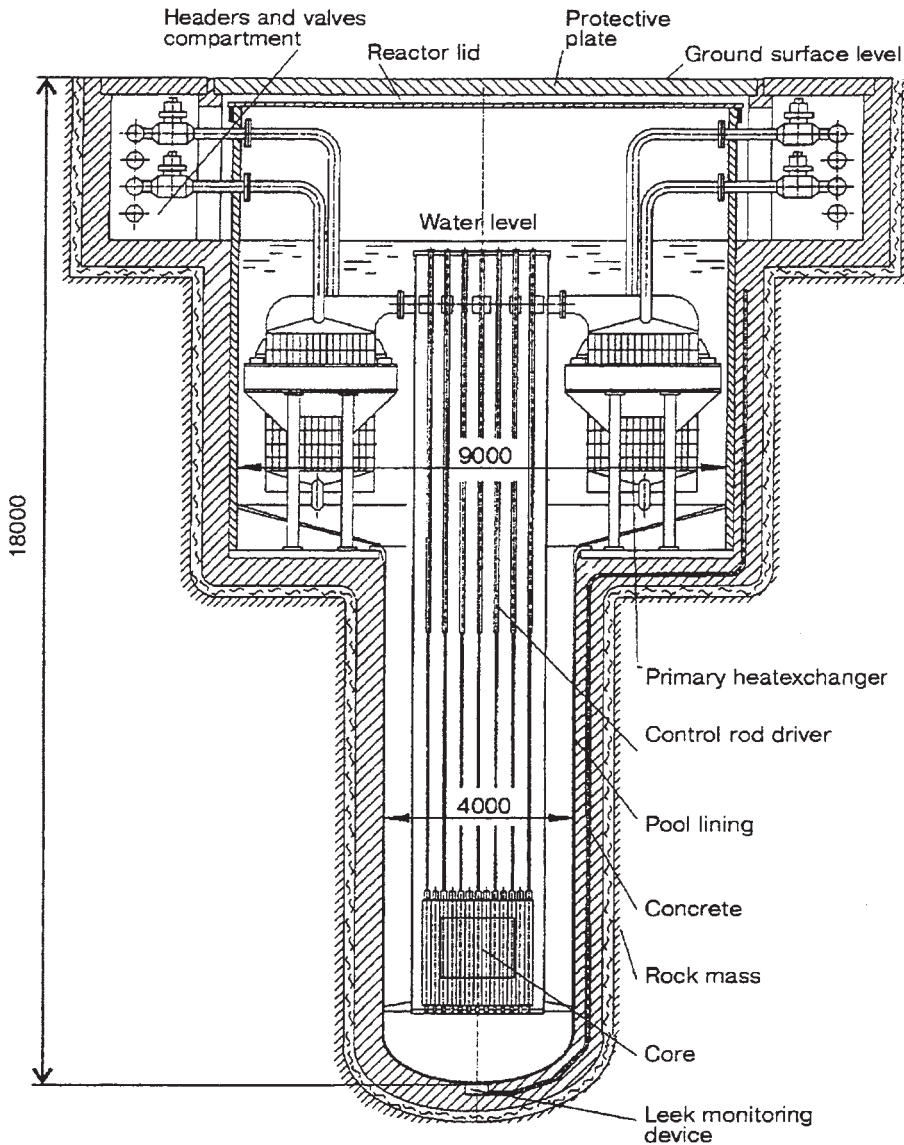 Headers and valves
compartment
Reactor lid
Protective
plate
Ground surface level
Water level
9000
18000
Primary heatexchanger
Control rod driver
4000
Pool lining
Concrete
Rock mass
Core
Leek monitoring
device